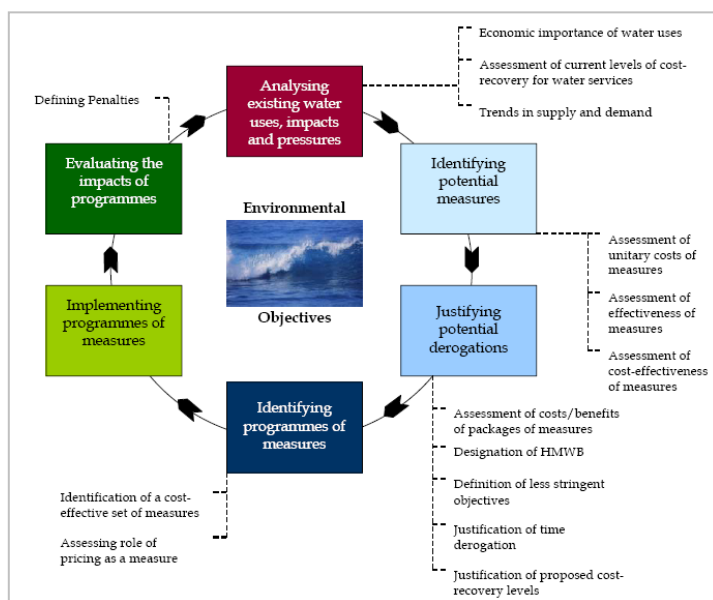 Economic importance of water uses
Assessment of current levels of cost-
recovery for water services
Trends in supply and demand
Defining Penalties
Analysing
existing water
uses, impacts
and pressures
Evaluating the
impacts of
programmes
Identifying
potential
measures
Environmental
Objectives
Assessment of
unitary costs of
measures
Assessment of
effectiveness of
measures
Assessment of
cost-effectiveness
of measures
Implementing
programmes of
measures
Justifying
potential
derogations
Identifying
programmes of
measures
Assessment of costs/benefits
of packages of measures
Designation of HMWB
Definition of less stringent
objectives
Justification of time
derogation
Justification of proposed cost-
recovery levels
Identification of a cost-
effective set of measures
Assessing role of
pricing as a measure